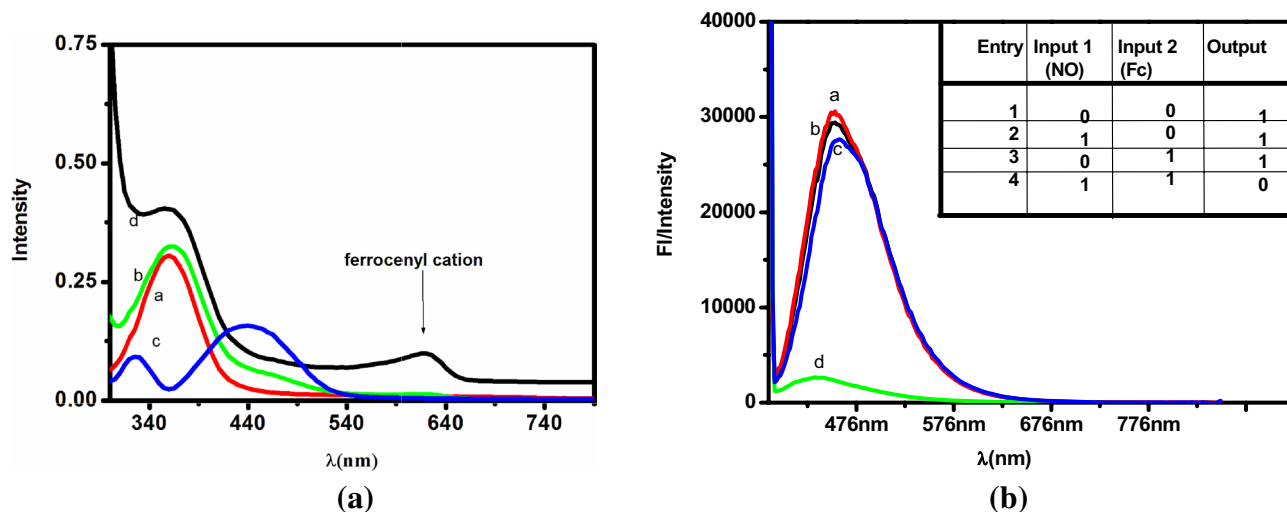 0.75
0.50
0.25
0.00
Intensity
d
b
a
c
ferrocenyl cation
340 440 540 640 740
λ(nm)
(a)
40000
30000
20000
10000
0
FI/Intensity
a
b
c
d
Entry Input 1 Input 2 Output
(NO) (Fc)
1 0 0 1
2 1 0 1
3 0 1 1
4 1 1 0
476nm 576nm 676nm 776nm
λ(nm)
(b)